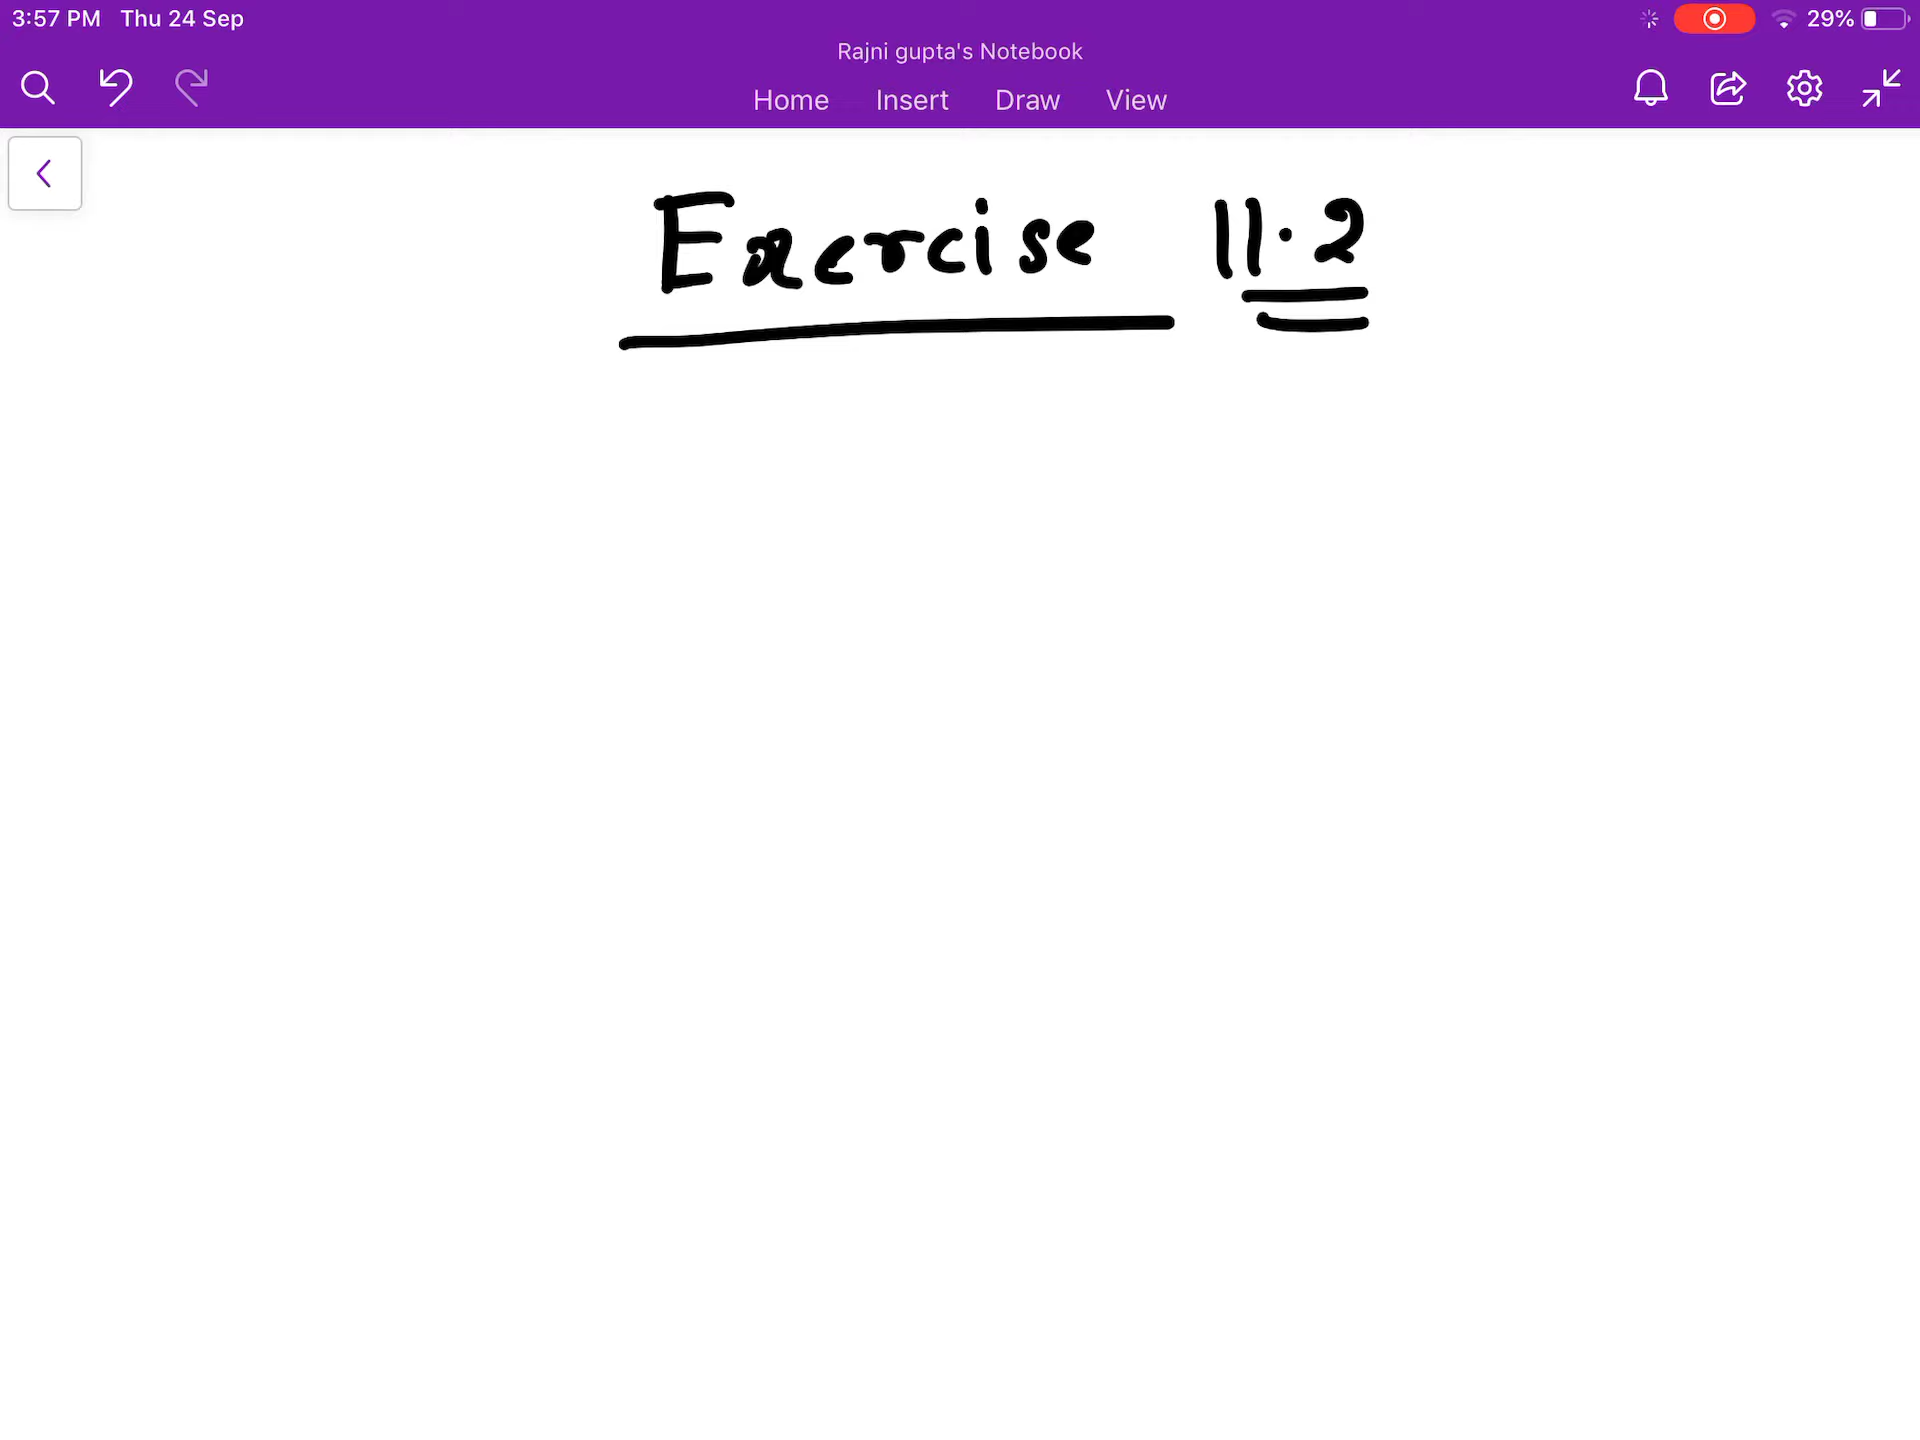 3:57 PM Thu 24 Sep 29%
Rajni gupta's Notebook
Home Insert Draw View
Exercise 11.2